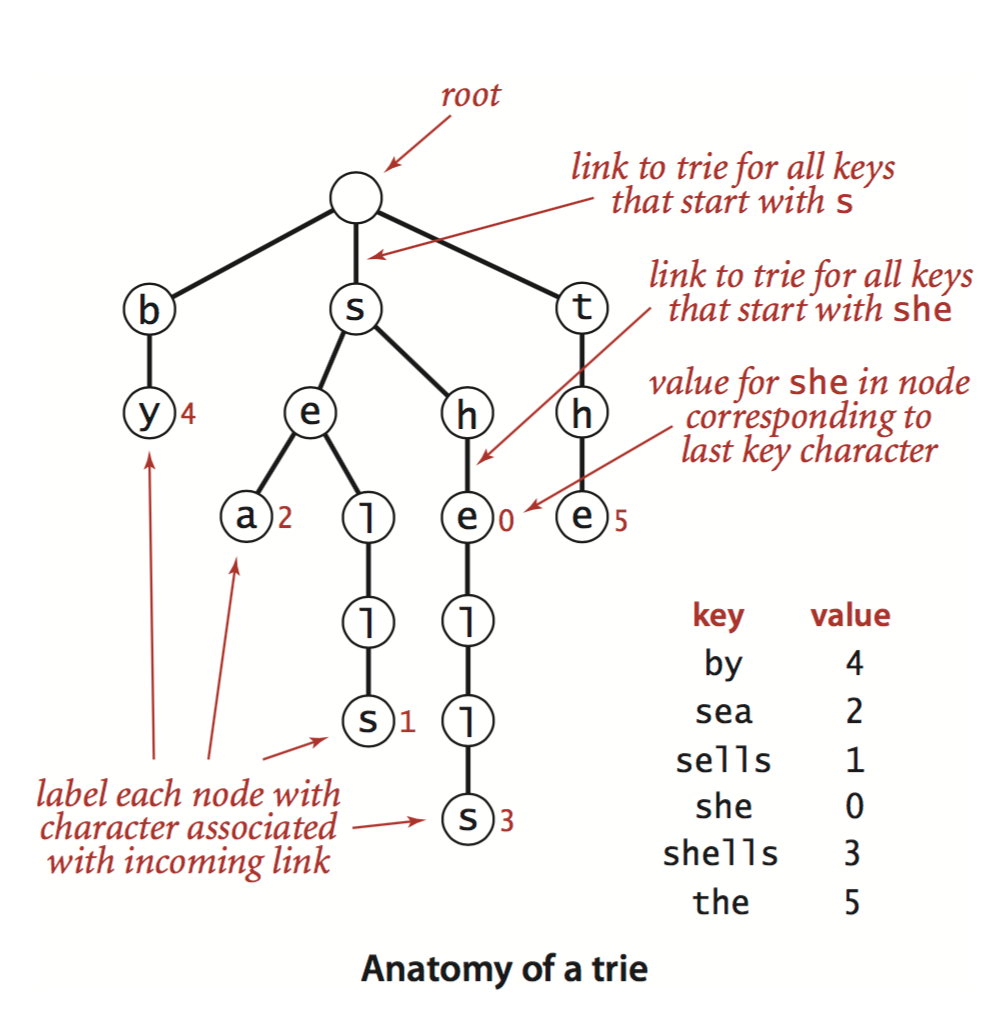 root
link to trie for all keys
that start with s
link to trie for all keys
that start with she
value for she in node
corresponding to
last key character
b s t
y 4 e h h
a 2 l e 0 e 5
l l
s 1 l
s 3
label each node with
character associated
with incoming link
key value
by 4
sea 2
sells 1
she 0
shells 3
the 5
Anatomy of a trie